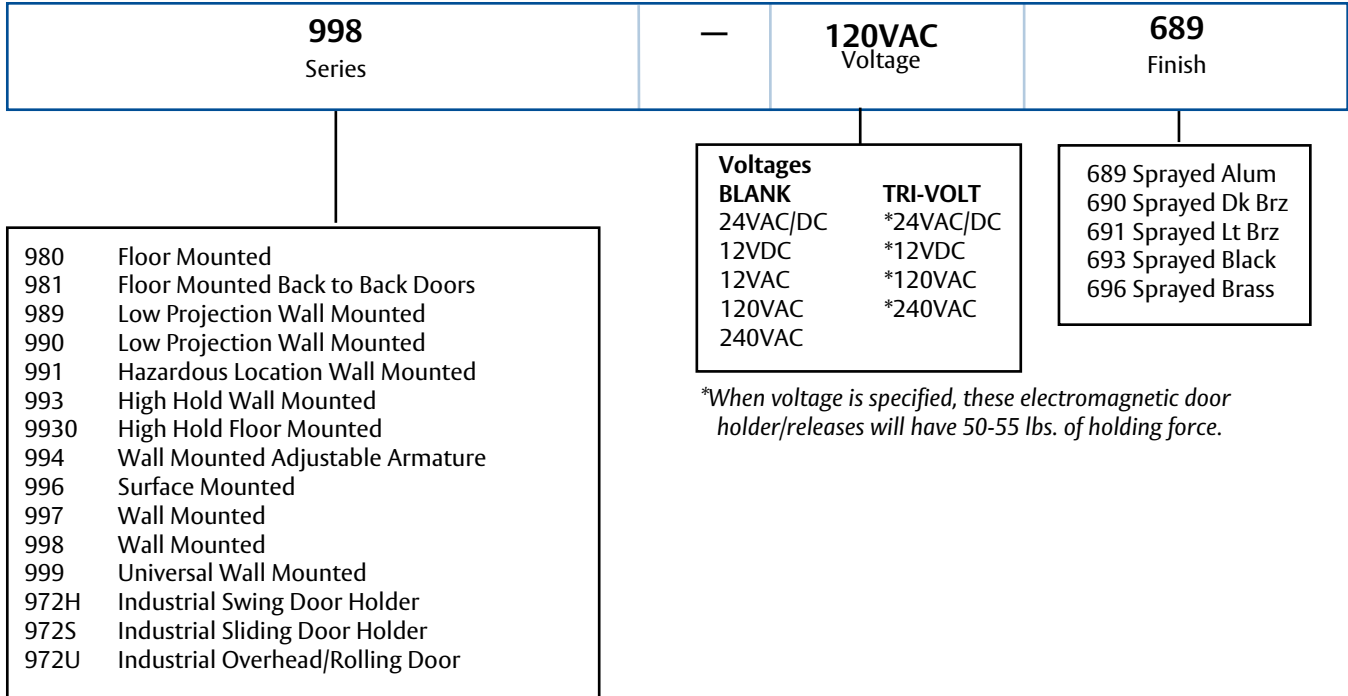 998 — 120VAC 689
Series Voltage Finish
980 Floor Mounted
981 Floor Mounted Back to Back Doors
989 Low Projection Wall Mounted
990 Low Projection Wall Mounted
991 Hazardous Location Wall Mounted
993 High Hold Wall Mounted
9930 High Hold Floor Mounted
994 Wall Mounted Adjustable Armature
996 Surface Mounted
997 Wall Mounted
998 Wall Mounted
999 Universal Wall Mounted
972H Industrial Swing Door Holder
972S Industrial Sliding Door Holder
972U Industrial Overhead/Rolling Door
Voltages
BLANK TRI-VOLT
24VAC/DC *24VAC/DC
12VDC *12VDC
12VAC *120VAC
120VAC *240VAC
240VAC
*When voltage is specified, these electromagnetic door
holder/releases will have 50-55 lbs. of holding force.
689 Sprayed Alum
690 Sprayed Dk Brz
691 Sprayed Lt Brz
693 Sprayed Black
696 Sprayed Brass